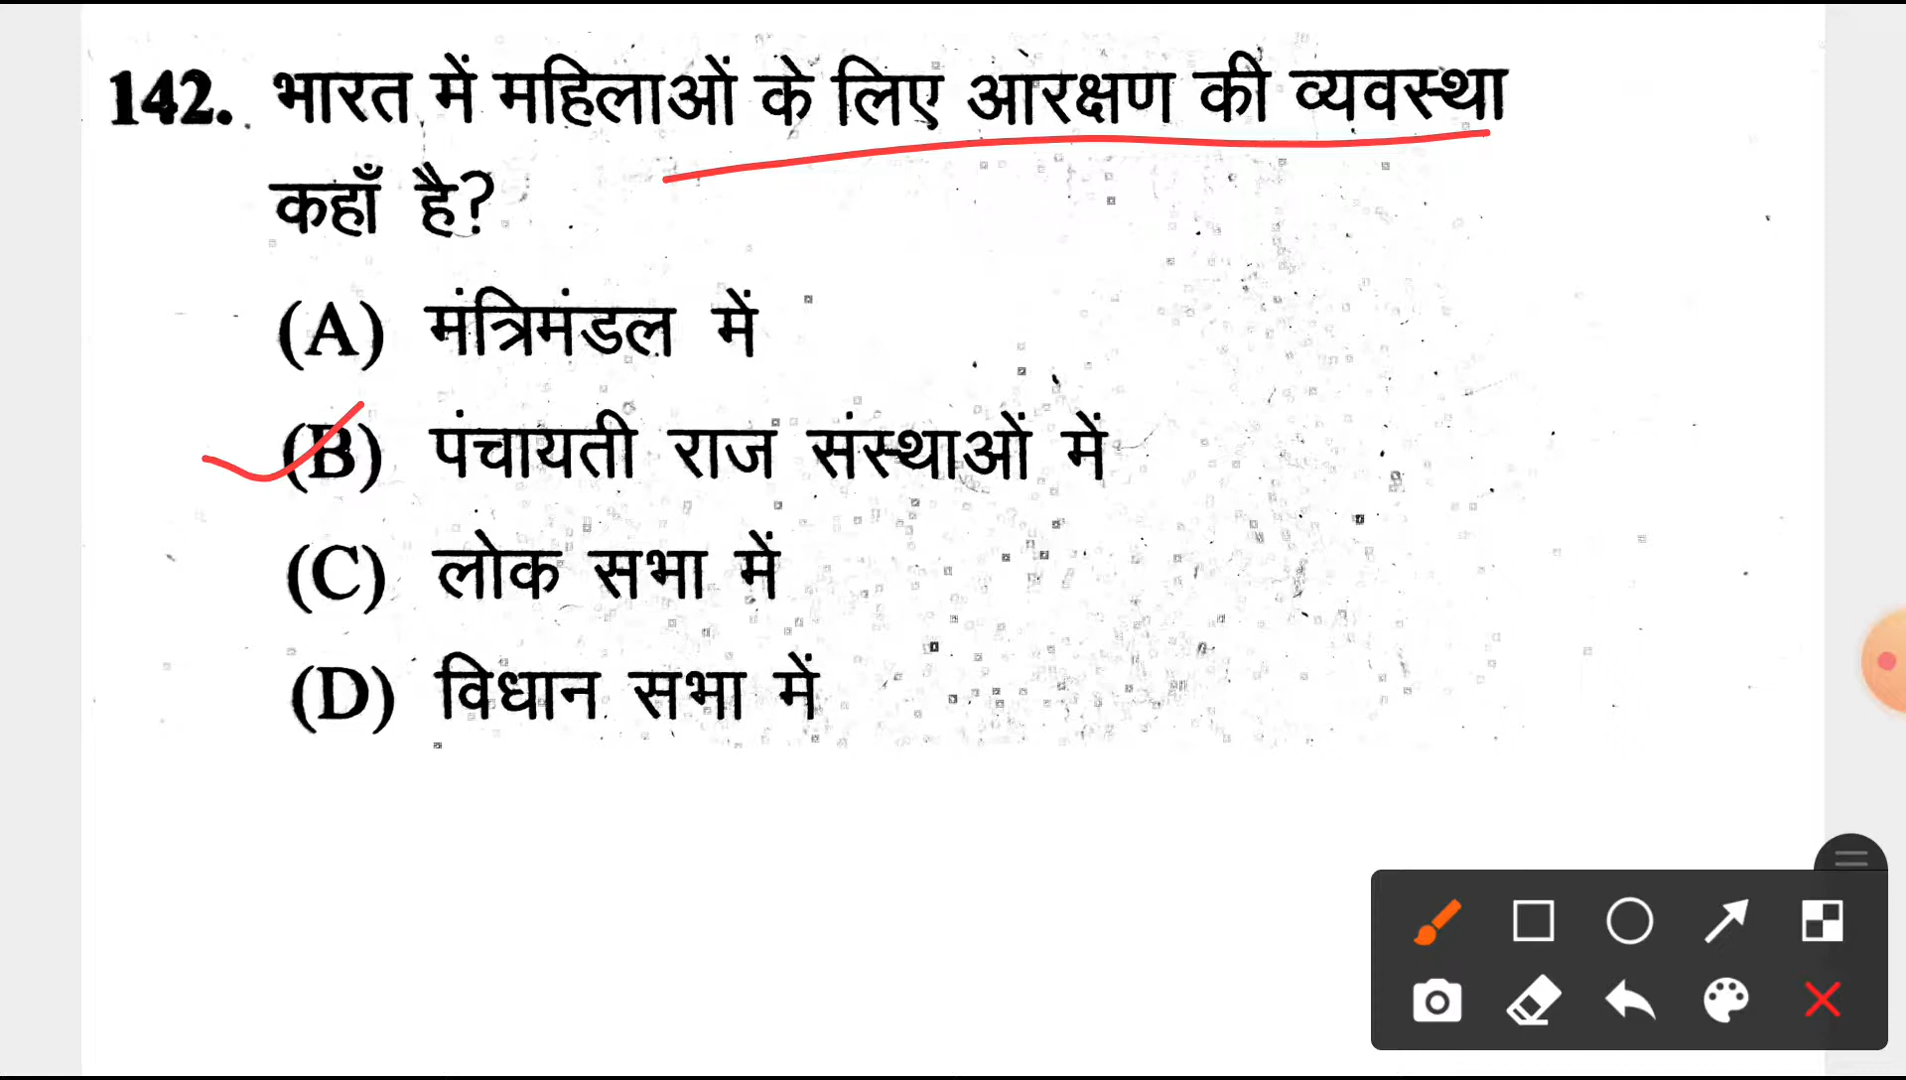 142. भारत में महिलाओं के लिए आरक्षण की व्यवस्था
कहाँ है?
(A) मंत्रिमंडल में
(B) पंचायती राज संस्थाओं में
(C) लोक सभा में
(D) विधान सभा में